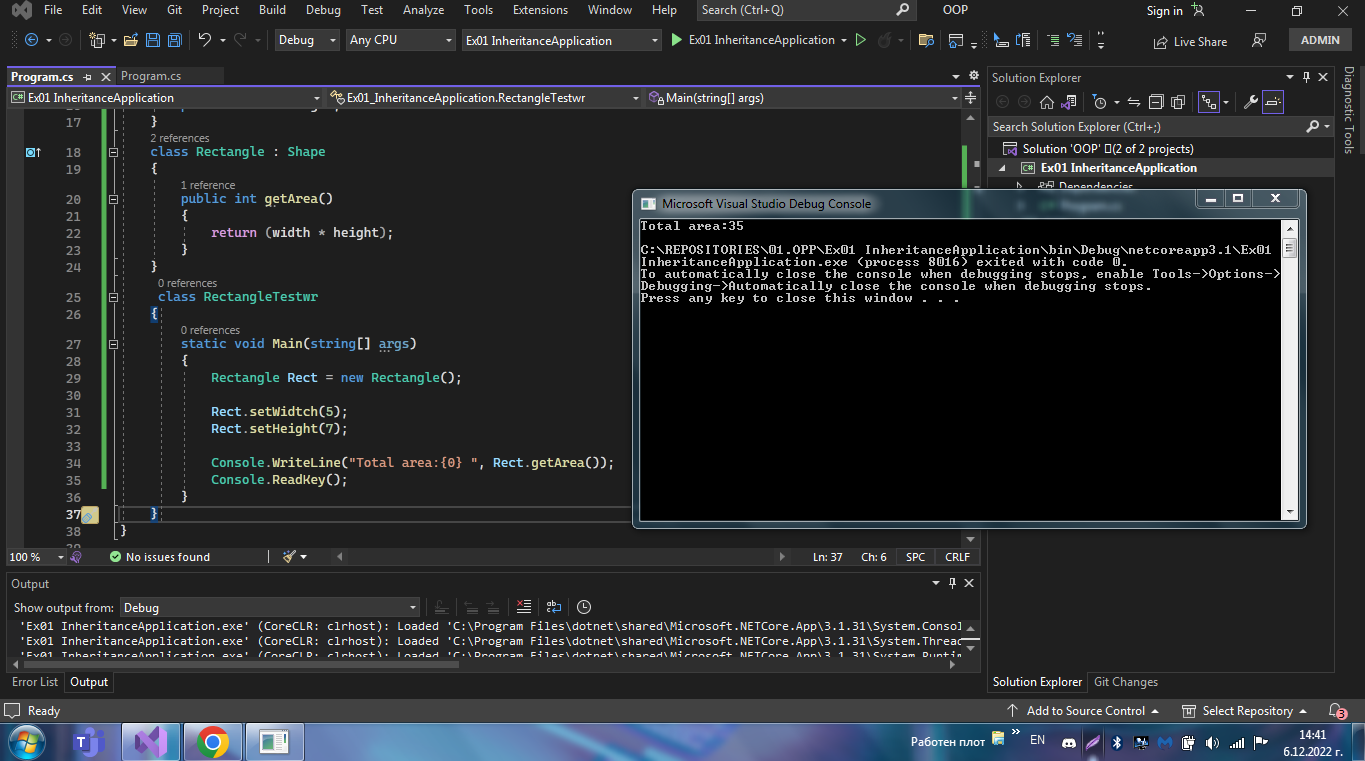 File Edit View Git Project Build Debug Test Analyze Tools Extensions Window Help Search (Ctrl+Q) OOP Sign in
Debug Any CPU Ex01 InheritanceApplication Ex01 InheritanceApplication Live Share ADMIN
Program.cs Program.cs
Ex01 InheritanceApplication Ex01_InheritanceApplication.RectangleTestwr Main(string[] args)
17 }
2 references
18 class Rectangle : Shape
19 {
1 reference
20 public int getArea()
21 {
22 return (width * height);
23 }
24 }
0 references
25 class RectangleTestwr
26 {
0 references
27 static void Main(string[] args)
28 {
29 Rectangle Rect = new Rectangle();
30
31 Rect.setWidtch(5);
32 Rect.setHeight(7);
33
34 Console.WriteLine("Total area:{0} ", Rect.getArea());
35 Console.ReadKey();
36 }
37 }
38 }
100 % No issues found Ln: 37 Ch: 6 SPC CRLF
Solution Explorer
Search Solution Explorer (Ctrl+;)
Solution 'OOP' (2 of 2 projects)
Ex01 InheritanceApplication
Dependencies
Diagnostic Tools
Microsoft Visual Studio Debug Console
Total area:35
C:\REPOSITORIES\01.OPP\Ex01 InheritanceApplication\bin\Debug\netcoreapp3.1\Ex01
InheritanceApplication.exe (process 8016) exited with code 0.
To automatically close the console when debugging stops, enable Tools->Options->
Debugging->Automatically close the console when debugging stops.
Press any key to close this window . . .
Output
Show output from: Debug
'Ex01 InheritanceApplication.exe' (CoreCLR: clrhost): Loaded 'C:\Program Files\dotnet\shared\Microsoft.NETCore.App\3.1.31\System.Consol
'Ex01 InheritanceApplication.exe' (CoreCLR: clrhost): Loaded 'C:\Program Files\dotnet\shared\Microsoft.NETCore.App\3.1.31\System.Thread
'Ex01 InheritanceApplication.exe' (CoreCLR: clrhost): Loaded 'C:\Program Files\dotnet\shared\Microsoft.NETCore.App\3.1.31\System.Runtim
Error List Output
Solution Explorer Git Changes
Ready Add to Source Control Select Repository 3
Работен плот » EN 14:41
6.12.2022 г.